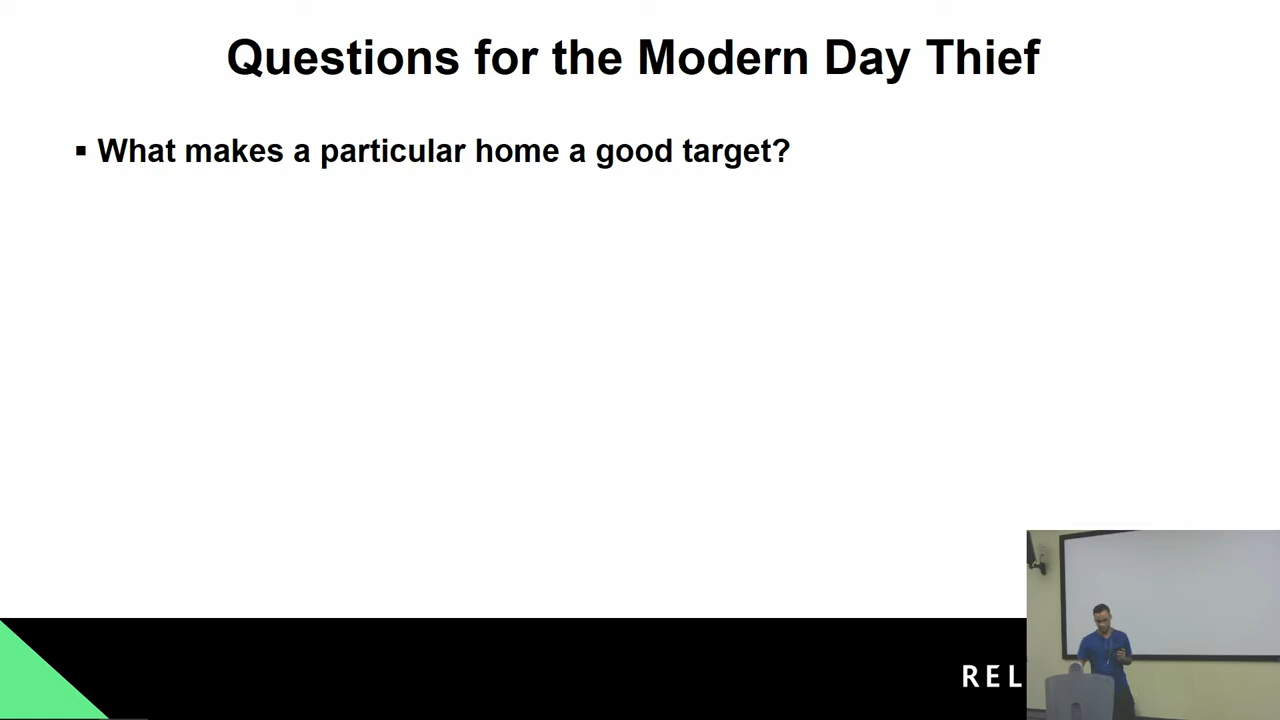 Questions for the Modern Day Thief
▪ What makes a particular home a good target?
REL